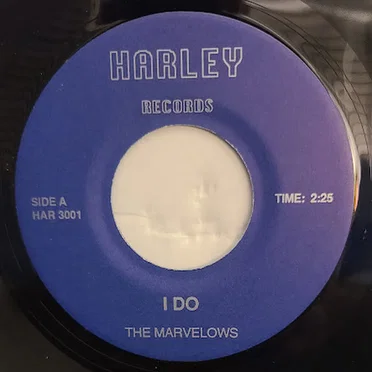 HARLEY
RECORDS
SIDE A
HAR 3001
TIME: 2:25
I DO
THE MARVELOWS